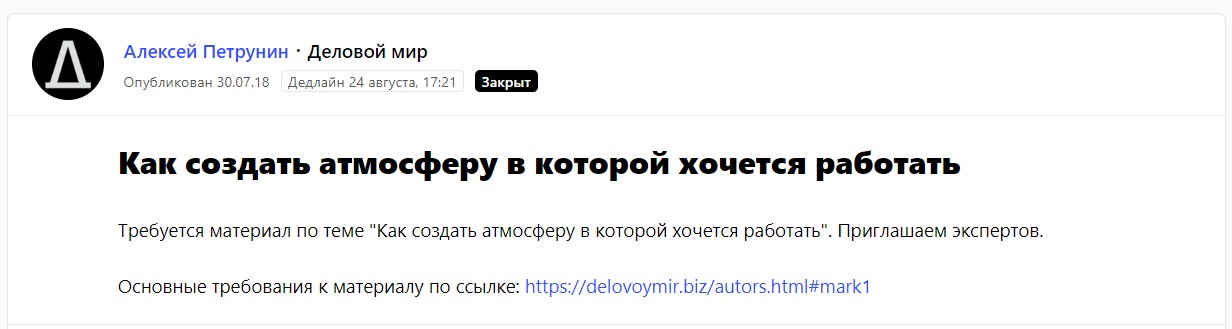 Алексей Петрунин · Деловой мир
Опубликован 30.07.18 Дедлайн 24 августа, 17:21 Закрыт
Как создать атмосферу в которой хочется работать
Требуется материал по теме "Как создать атмосферу в которой хочется работать". Приглашаем экспертов.
Основные требования к материалу по ссылке: https://delovoymir.biz/autors.html#mark1